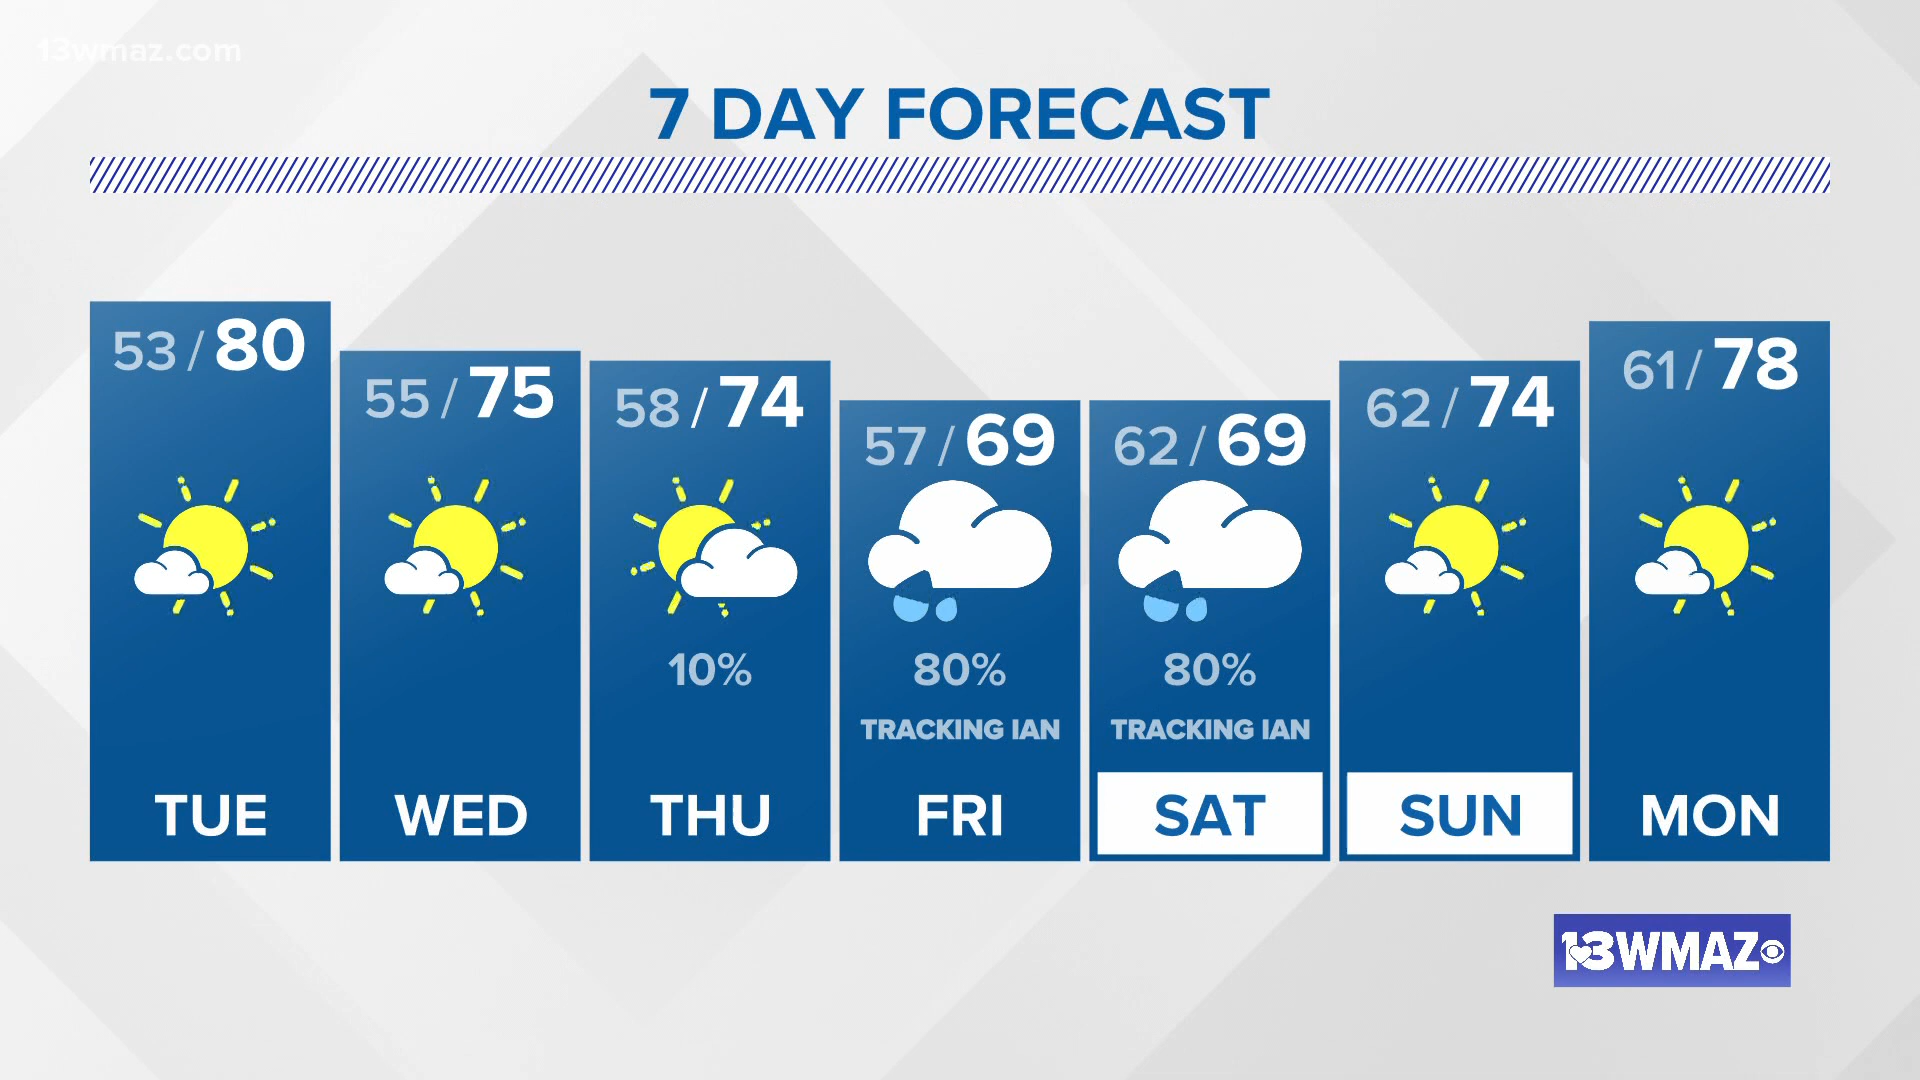 13wmaz.com
7 DAY FORECAST
53/80
TUE
55/75
WED
58/74
10%
THU
57/69
80%
TRACKING IAN
FRI
62/69
80%
TRACKING IAN
SAT
62/74
SUN
61/78
MON
13WMAZ